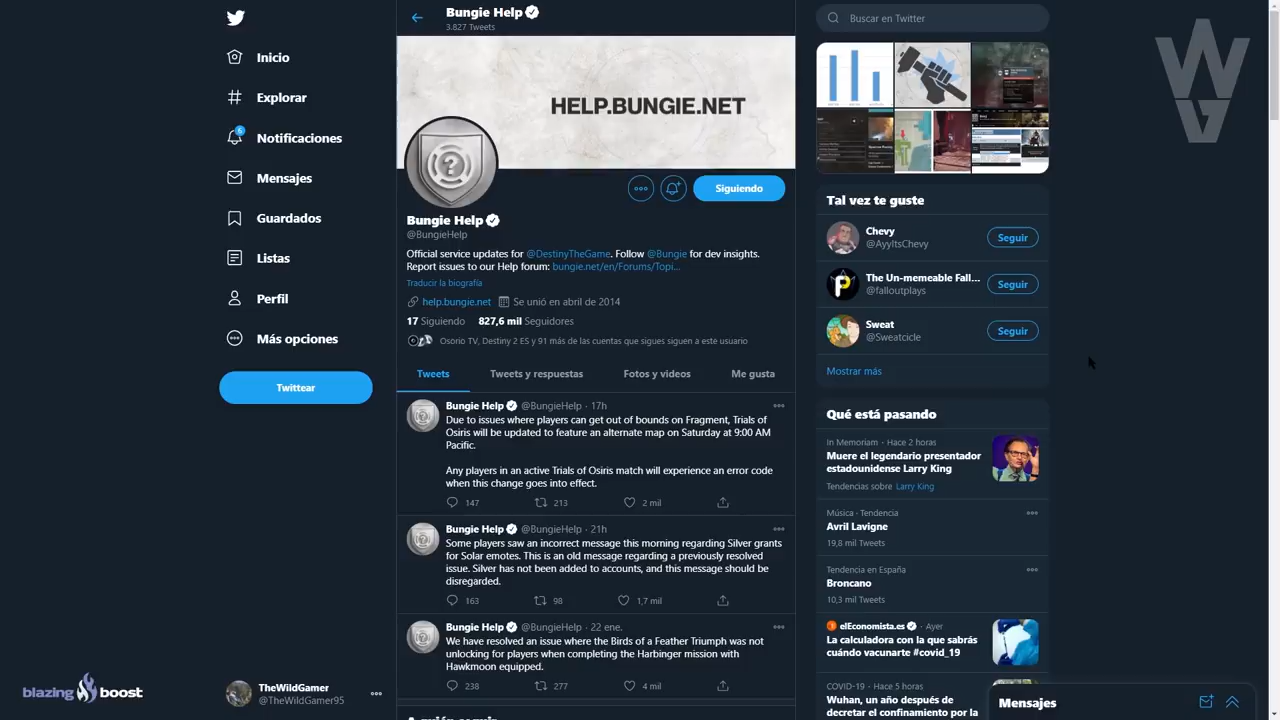 Inicio
Explorar
6
Notificaciones
Mensajes
Guardados
Listas
Perfil
Más opciones
Twittear
blazing boost
TheWildGamer
@TheWildGamer95
Bungie Help
3.827 Tweets
HELP.BUNGIE.NET
Siguiendo
Bungie Help
@BungieHelp
Official service updates for @DestinyTheGame. Follow @Bungie for dev insights.
Report issues to our Help forum: bungie.net/en/Forums/Topi...
Traducir la biografía
help.bungie.net Se unió en abril de 2014
17 Siguiendo 827,6 mil Seguidores
Osorio TV, Destiny 2 ES y 91 más de las cuentas que sigues siguen a este usuario
Tweets Tweets y respuestas Fotos y videos Me gusta
Bungie Help @BungieHelp · 17h
Due to issues where players can get out of bounds on Fragment, Trials of
Osiris will be updated to feature an alternate map on Saturday at 9:00 AM
Pacific.
Any players in an active Trials of Osiris match will experience an error code
when this change goes into effect.
147 213 2 mil
Bungie Help @BungieHelp · 21h
Some players saw an incorrect message this morning regarding Silver grants
for Solar emotes. This is an old message regarding a previously resolved
issue. Silver has not been added to accounts, and this message should be
disregarded.
163 98 1,7 mil
Bungie Help @BungieHelp · 22 ene.
We have resolved an issue where the Birds of a Feather Triumph was not
unlocking for players when completing the Harbinger mission with
Hawkmoon equipped.
238 277 4 mil
Buscar en Twitter
WG
Tal vez te guste
Chevy
@AyyItsChevy
Seguir
The Un-memeable Fall...
@falloutplays
Seguir
Sweat
@Sweatcicle
Seguir
Mostrar más
Qué está pasando
In Memoriam · Hace 2 horas
Muere el legendario presentador
estadounidense Larry King
Tendencias sobre Larry King
Música · Tendencia
Avril Lavigne
19,8 mil Tweets
Tendencia en España
Broncano
10,3 mil Tweets
elEconomista.es · Ayer
La calculadora con la que sabrás
cuándo vacunarte #covid_19
COVID-19 · Hace 5 horas
Wuhan, un año después de
decretar el confinamiento por la
Mensajes